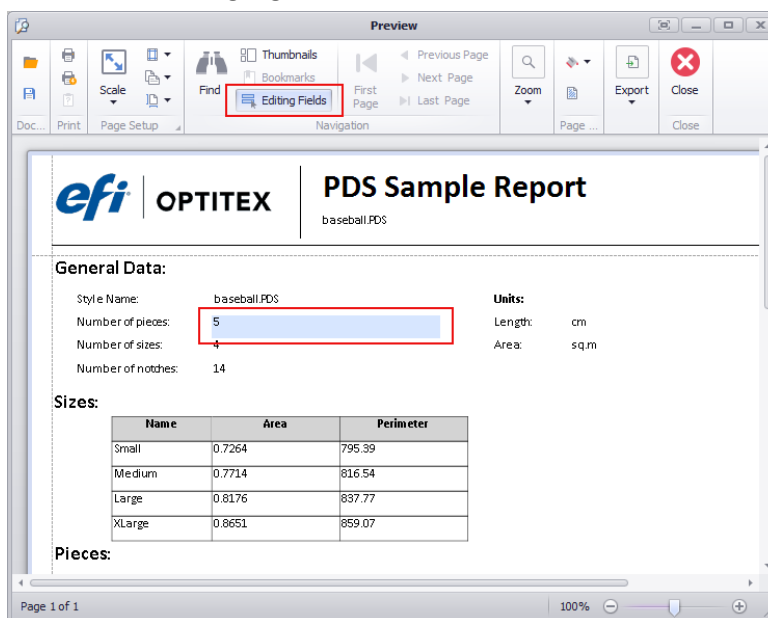 Preview
Thumbnails
Bookmarks
Editing Fields
Previous Page
Next Page
Last Page
Scale
Find
First
Page
Zoom
Export
Close
Doc... Print Page Setup Navigation Page ... Close
efi OPTITEX
PDS Sample Report
baseball.PDS
General Data:
Style Name: baseball.PDS Units:
Number of pieces: 5 Length: cm
Number of sizes: 4 Area: sq.m
Number of notches: 14
Sizes:
Name Area Perimeter
Small 0.7264 795.39
Medium 0.7714 816.54
Large 0.8176 837.77
XLarge 0.8651 859.07
Pieces:
Page 1 of 1 100%